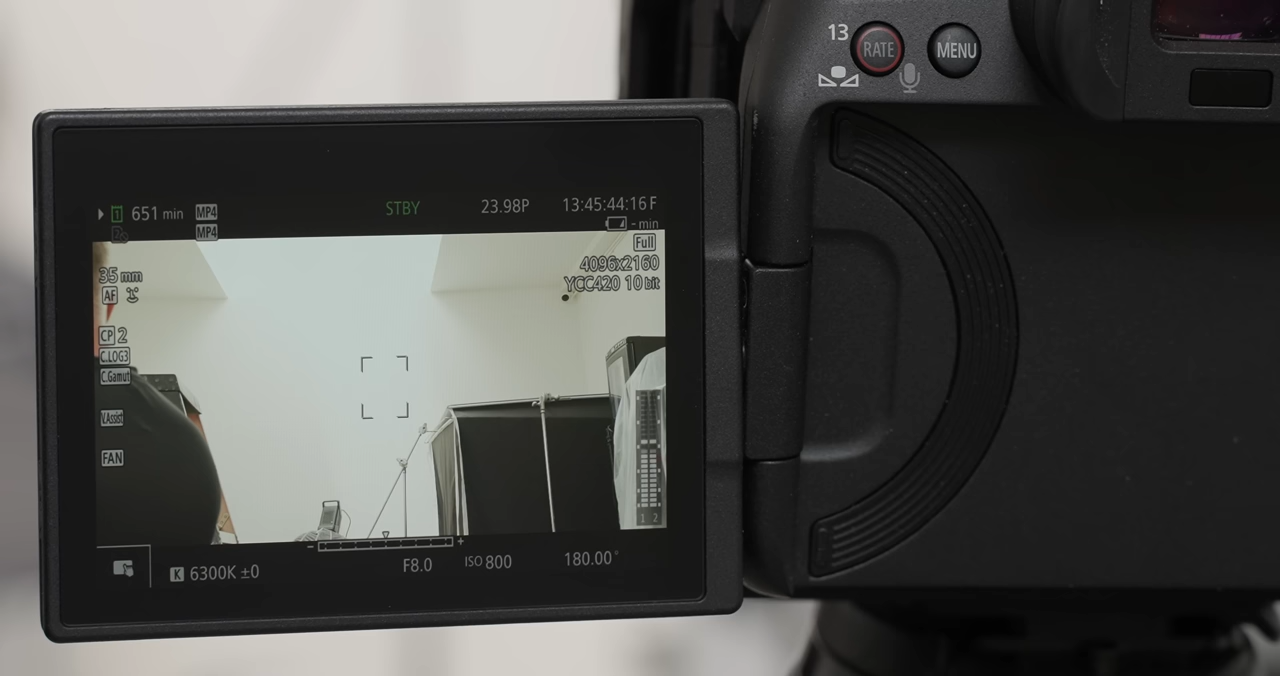 13 RATE MENU
1 651 min MP4 STBY 23.98P 13:45:44:16 F
MP4 - min
Full
35 mm 4096x2160
AF YCC420 10 bit
CP 2
C.LOG3
C.Gamut
V.Assist
FAN
1 2
- +
K 6300K ±0 F8.0 ISO 800 180.00°